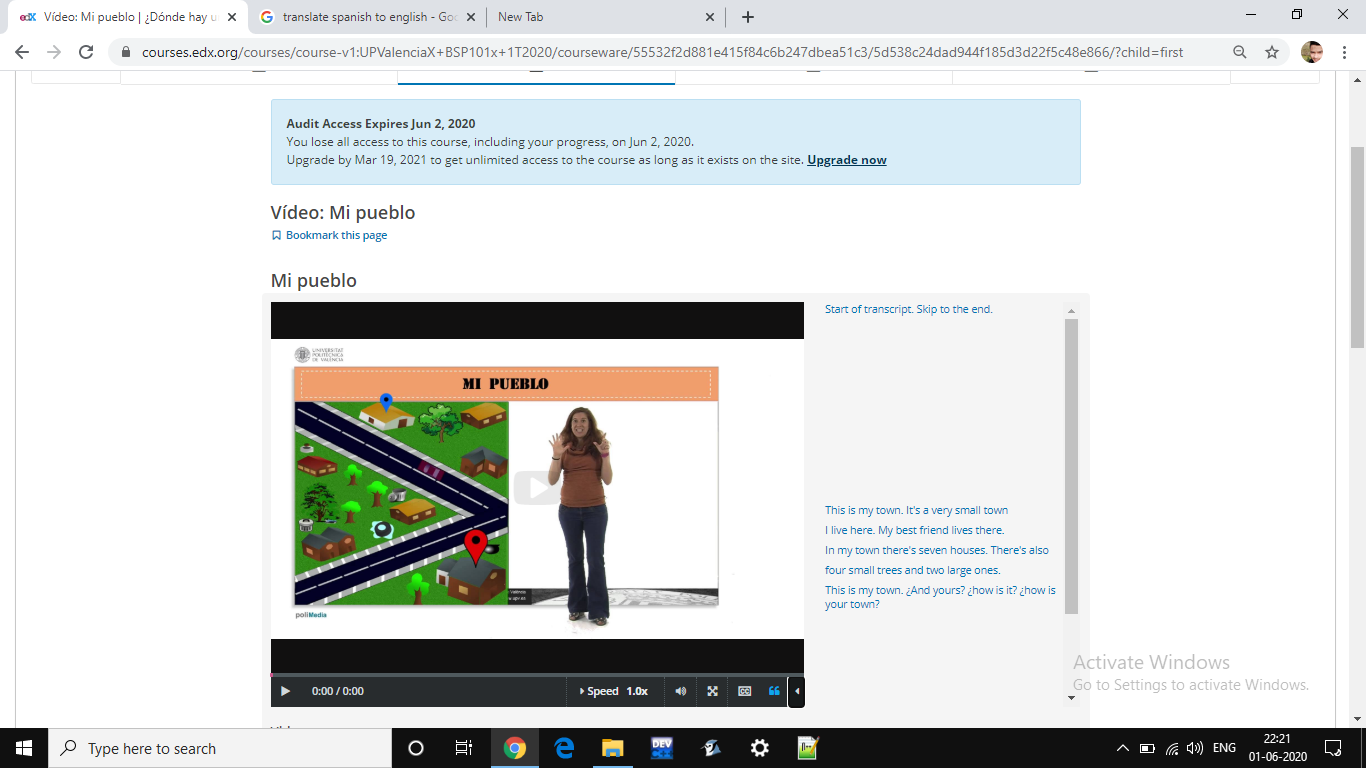 edX Vídeo: Mi pueblo | ¿Dónde hay u
translate spanish to english - Goo
New Tab
courses.edx.org/courses/course-v1:UPValenciaX+BSP101x+1T2020/courseware/55532f2d881e415f84c6b247dbea51c3/5d538c24dad944f185d3d22f5c48e866/?child=first
Audit Access Expires Jun 2, 2020
You lose all access to this course, including your progress, on Jun 2, 2020.
Upgrade by Mar 19, 2021 to get unlimited access to the course as long as it exists on the site. Upgrade now
Vídeo: Mi pueblo
Bookmark this page
Mi pueblo
UNIVERSITAT
POLITÈCNICA
DE VALÈNCIA
MI PUEBLO
poliMedia
0:00 / 0:00
Speed 1.0x
CC
Start of transcript. Skip to the end.
This is my town. It's a very small town
I live here. My best friend lives there.
In my town there's seven houses. There's also
four small trees and two large ones.
This is my town. ¿And yours? ¿how is it? ¿how is
your town?
Activate Windows
Go to Settings to activate Windows.
Type here to search
DEV
ENG
22:21
01-06-2020